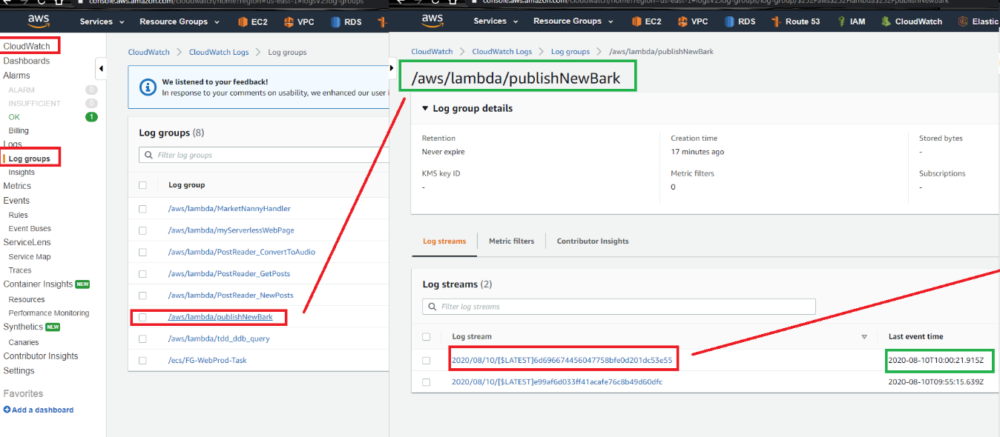 console.aws.amazon.com/cloudwatch/home?region=us-east-1#logsV2:log-groups
aws
Services
Resource Groups
EC2
VPC
RDS
CloudWatch
Dashboards
Alarms
ALARM 0
INSUFFICIENT 0
OK 1
Billing
Logs
Log groups
Insights
Metrics
Events
Rules
Event Buses
ServiceLens
Service Map
Traces
Container Insights NEW
Resources
Performance Monitoring
Synthetics NEW
Canaries
Contributor Insights
Settings
Favorites
Add a dashboard
CloudWatch > CloudWatch Logs > Log groups
We listened to your feedback!
In response to your comments on usability, we enhanced our user i
Log groups (8)
Filter log groups
Log group
/aws/lambda/MarketNannyHandler
/aws/lambda/myServerlessWebPage
/aws/lambda/PostReader_ConvertToAudio
/aws/lambda/PostReader_GetPosts
/aws/lambda/PostReader_NewPosts
/aws/lambda/publishNewBark
/aws/lambda/tdd_ddb_query
/ecs/FG-WebProd-Task
console.aws.amazon.com/cloudwatch/home?region=us-east-1#logsV2:log-groups/log-group/$252Faws$252Flambda$252FpublishNewBark
aws
Services
Resource Groups
EC2
VPC
RDS
Route 53
IAM
CloudWatch
Elastic
CloudWatch > CloudWatch Logs > Log groups > /aws/lambda/publishNewBark
/aws/lambda/publishNewBark
Log group details
Retention
Never expire
KMS key ID
-
Creation time
17 minutes ago
Metric filters
0
Stored bytes
-
Subscriptions
-
Log streams
Metric filters
Contributor Insights
Log streams (2)
Filter log streams
Log stream
Last event time
2020/08/10/[$LATEST]6d696674456047758bfe0d201dc53e55
2020-08-10T10:00:21.915Z
2020/08/10/[$LATEST]e99af6d033ff41acafe76c8b49d60dfc
2020-08-10T09:55:15.639Z